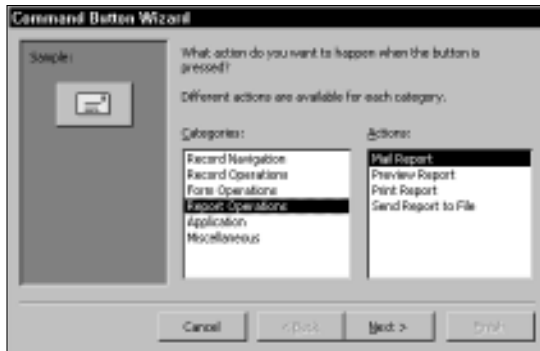 Command Button Wizard
Sample:
What action do you want to happen when the button is
pressed?
Different actions are available for each category.
Categories:
Record Navigation
Record Operations
Form Operations
Report Operations
Application
Miscellaneous
Actions:
Mail Report
Preview Report
Print Report
Send Report to File
Cancel
< Back
Next >
Finish